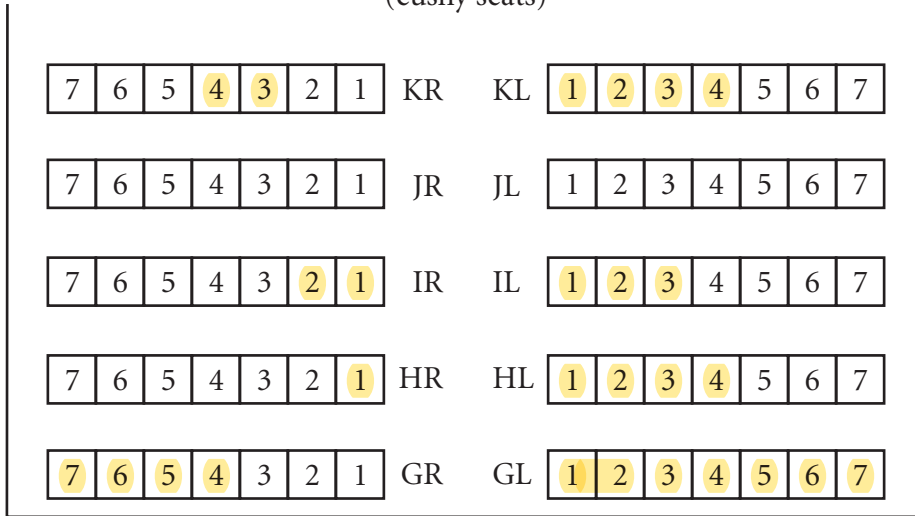 (cushy seats)
7 6 5 4 3 2 1 KR KL 1 2 3 4 5 6 7
7 6 5 4 3 2 1 JR JL 1 2 3 4 5 6 7
7 6 5 4 3 2 1 IR IL 1 2 3 4 5 6 7
7 6 5 4 3 2 1 HR HL 1 2 3 4 5 6 7
7 6 5 4 3 2 1 GR GL 1 2 3 4 5 6 7